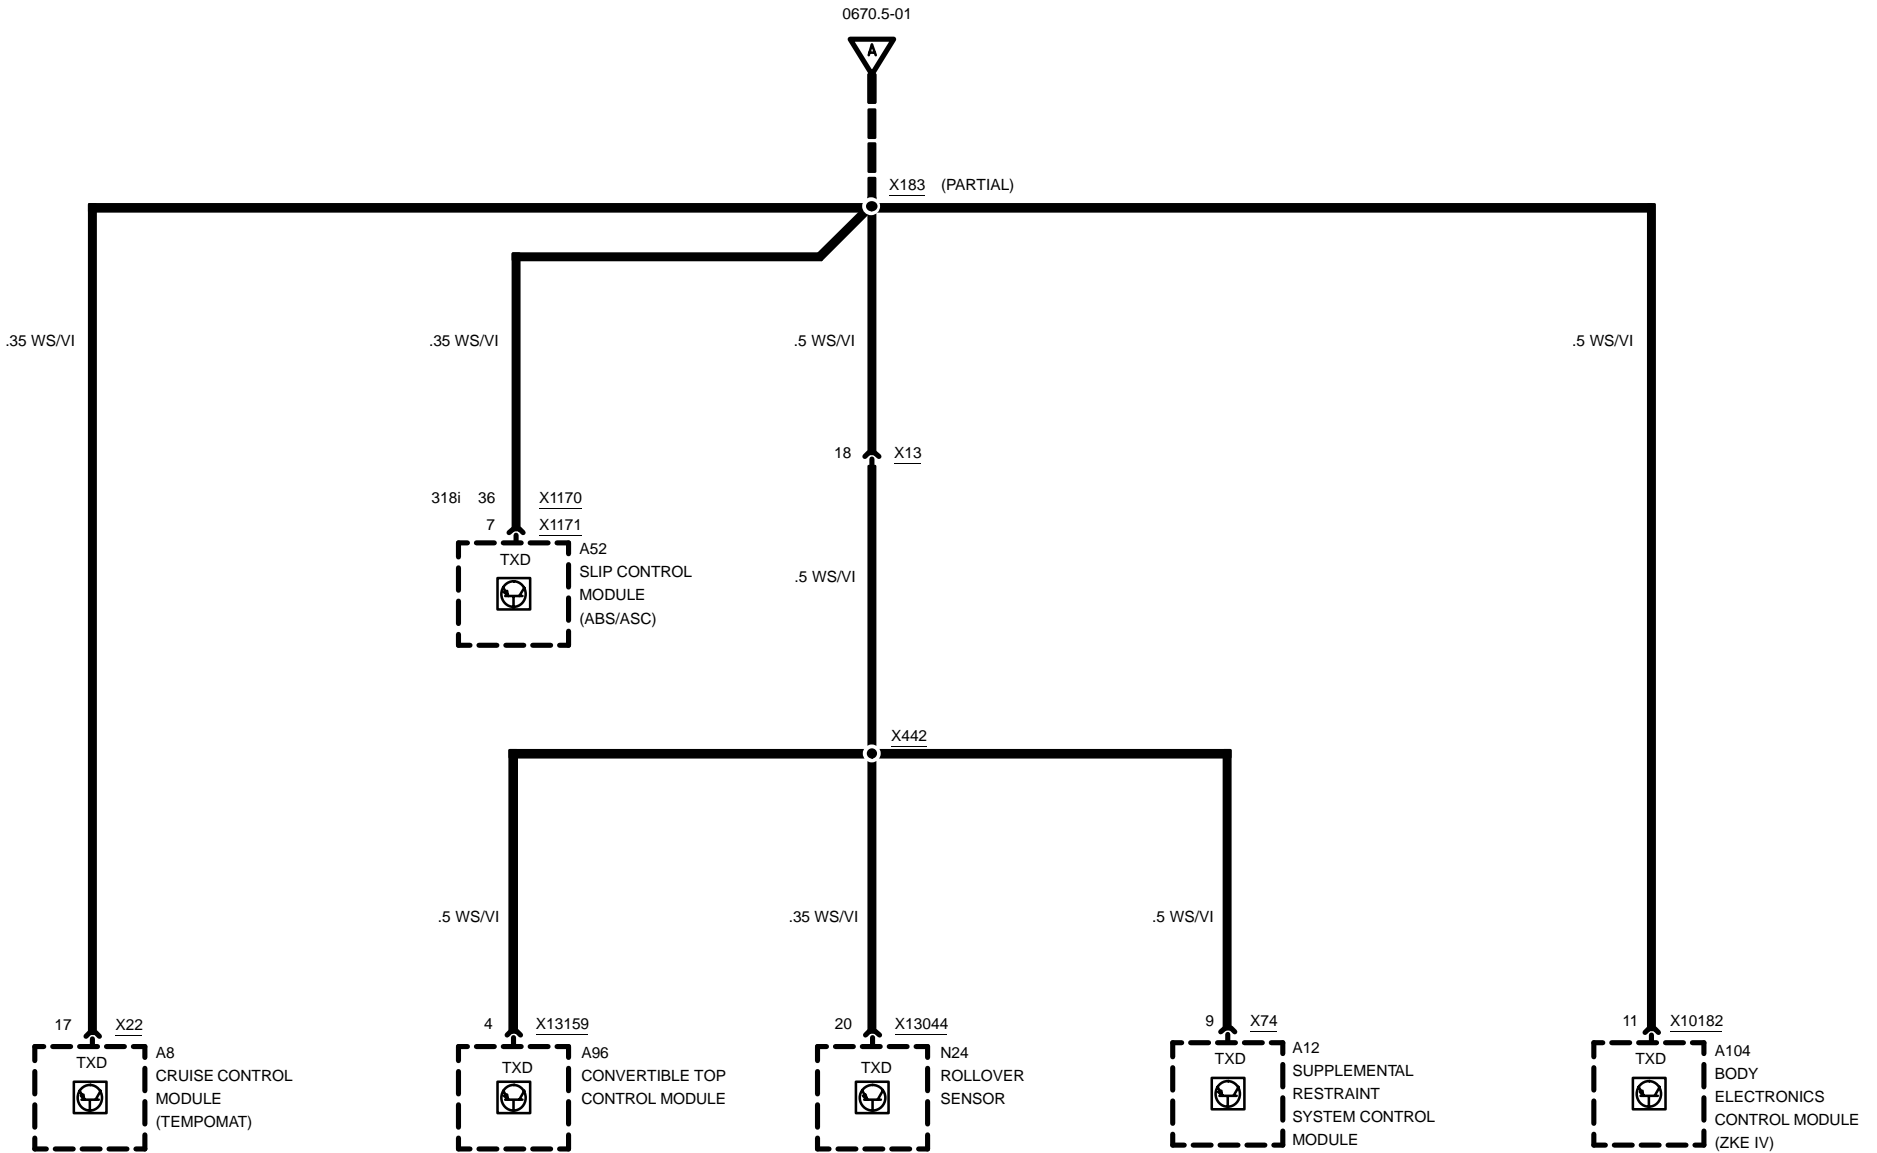 0670.5-01
A
X183 (PARTIAL)
.35 WS/VI
.35 WS/VI
.5 WS/VI
.5 WS/VI
18 X13
318i 36 X1170
7 X1171
TXD
A52
SLIP CONTROL
MODULE
(ABS/ASC)
.5 WS/VI
X442
.5 WS/VI
.35 WS/VI
.5 WS/VI
17 X22
TXD
A8
CRUISE CONTROL
MODULE
(TEMPOMAT)
4 X13159
TXD
A96
CONVERTIBLE TOP
CONTROL MODULE
20 X13044
TXD
N24
ROLLOVER
SENSOR
9 X74
TXD
A12
SUPPLEMENTAL
RESTRAINT
SYSTEM CONTROL
MODULE
11 X10182
TXD
A104
BODY
ELECTRONICS
CONTROL MODULE
(ZKE IV)